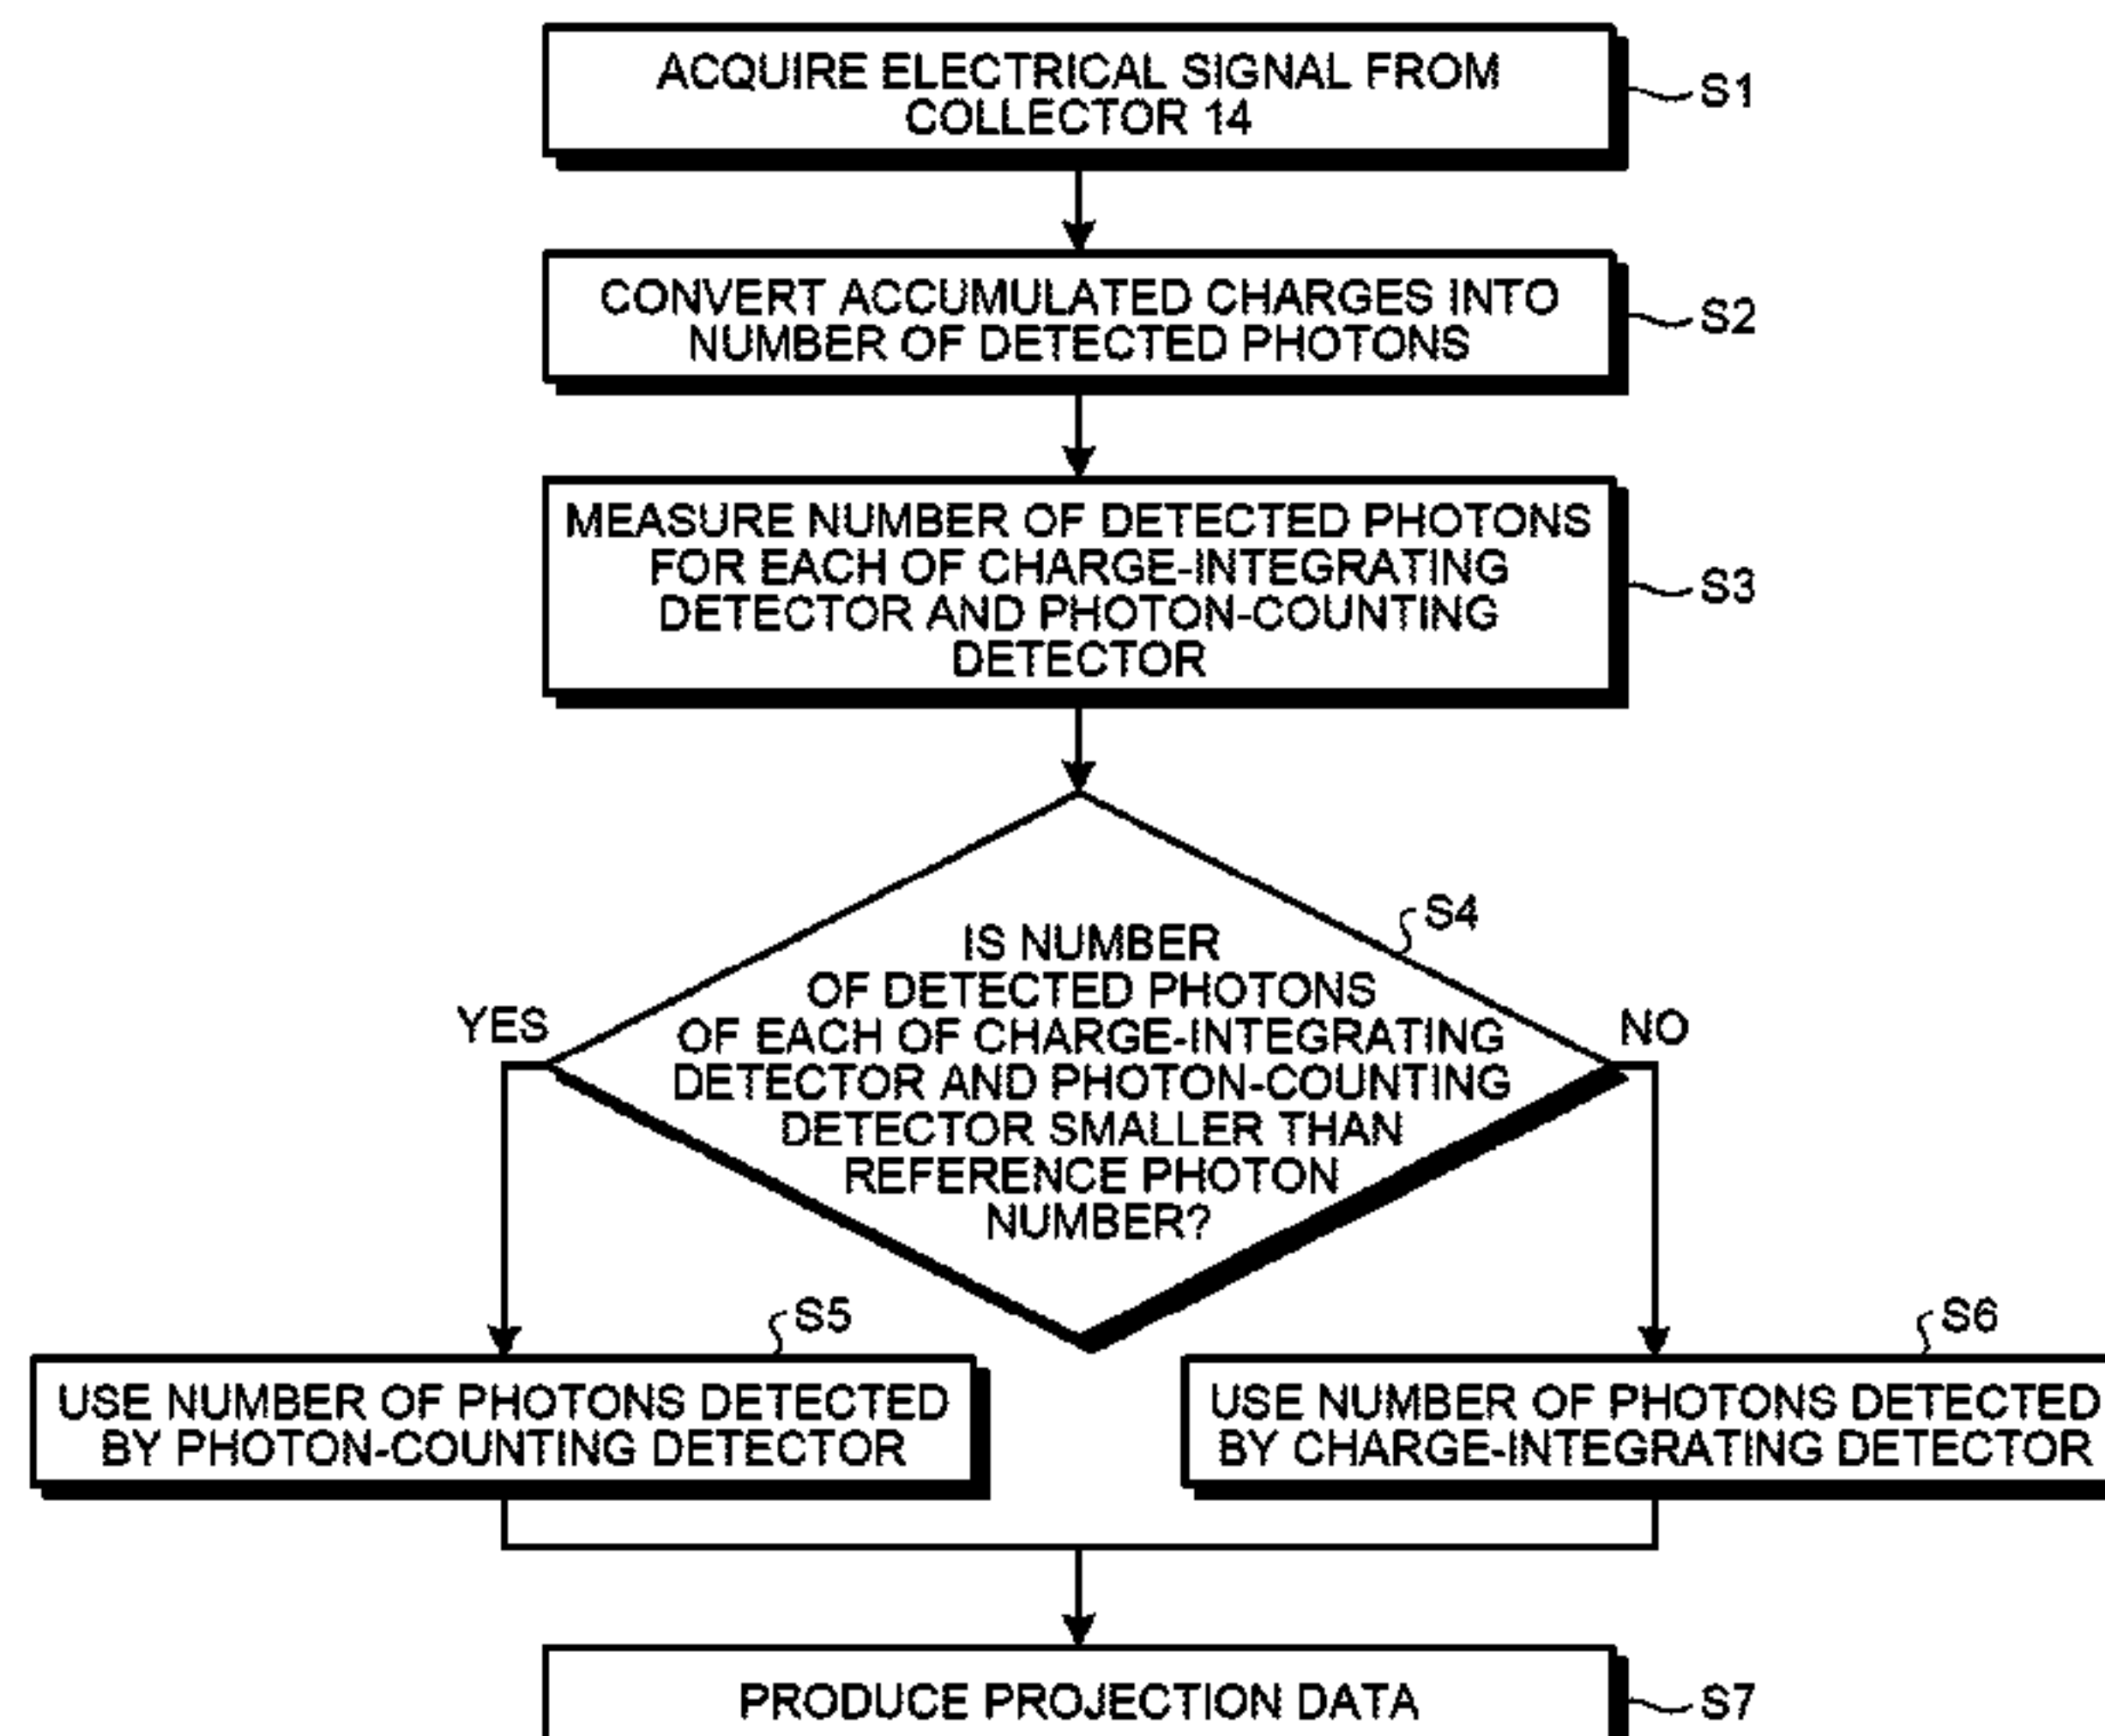 ACQUIRE ELECTRICAL SIGNAL FROM
COLLECTOR 14
S1
CONVERT ACCUMULATED CHARGES INTO
NUMBER OF DETECTED PHOTONS
S2
MEASURE NUMBER OF DETECTED PHOTONS
FOR EACH OF CHARGE-INTEGRATING
DETECTOR AND PHOTON-COUNTING
DETECTOR
S3
S4
IS NUMBER
OF DETECTED PHOTONS
OF EACH OF CHARGE-INTEGRATING
DETECTOR AND PHOTON-COUNTING
DETECTOR SMALLER THAN
REFERENCE PHOTON
NUMBER?
YES
NO
S5
USE NUMBER OF PHOTONS DETECTED
BY PHOTON-COUNTING DETECTOR
S6
USE NUMBER OF PHOTONS DETECTED
BY CHARGE-INTEGRATING DETECTOR
PRODUCE PROJECTION DATA
S7